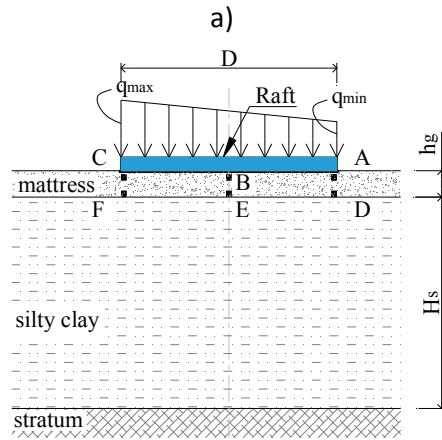 a)
D
qmax
Raft
qmin
hg
C
A
mattress
B
F
E
D
silty clay
Hs
stratum